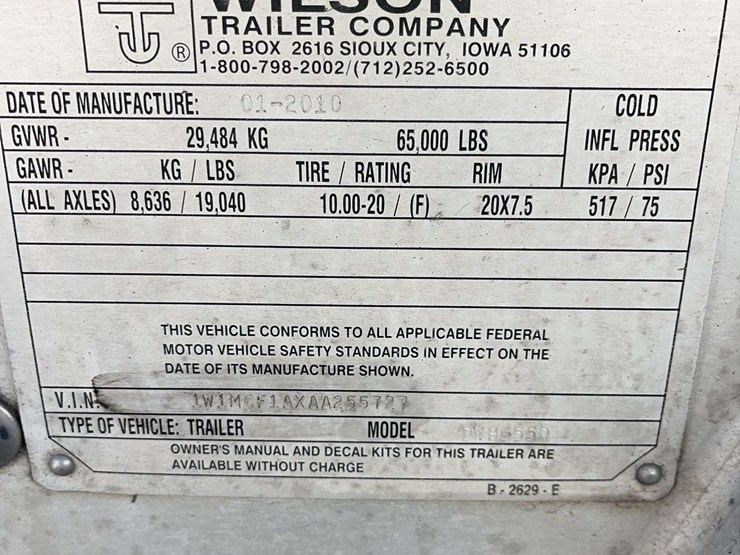 WILSON
TRAILER COMPANY
® P.O. BOX 2616 SIOUX CITY, IOWA 51106
1-800-798-2002/(712)252-6500
DATE OF MANUFACTURE: 01-2010 COLD
GVWR - 29,484 KG 65,000 LBS INFL PRESS
GAWR - KG / LBS TIRE / RATING RIM KPA / PSI
(ALL AXLES) 8,636 / 19,040 10.00-20 / (F) 20X7.5 517 / 75
THIS VEHICLE CONFORMS TO ALL APPLICABLE FEDERAL
MOTOR VEHICLE SAFETY STANDARDS IN EFFECT ON THE
DATE OF ITS MANUFACTURE SHOWN.
V.I.N.
TYPE OF VEHICLE: TRAILER MODEL
OWNER'S MANUAL AND DECAL KITS FOR THIS TRAILER ARE
AVAILABLE WITHOUT CHARGE
B - 2629 - E